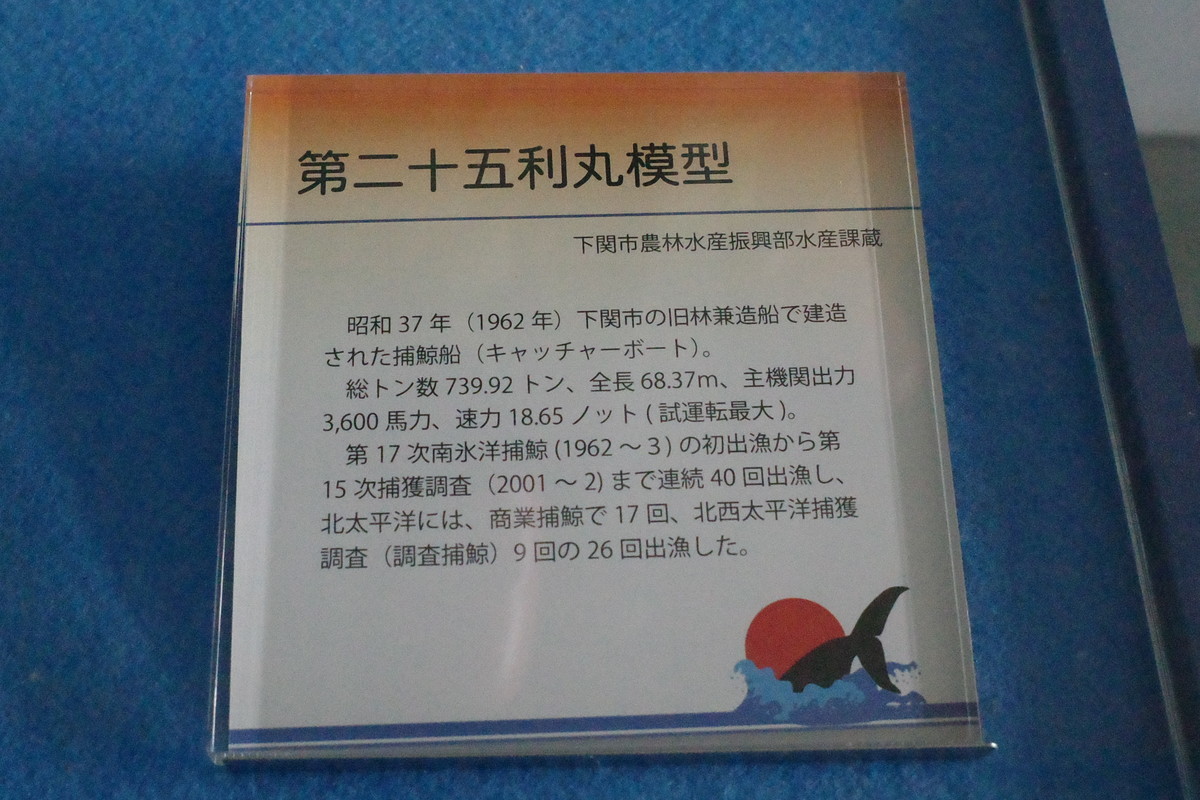 第二十五利丸模型
下関市農林水産振興部水産課蔵
昭和 37 年（1962 年）下関市の旧林兼造船で建造
された捕鯨船（キャッチャーボート）。
総トン数 739.92 トン、全長 68.37m、主機関出力
3,600 馬力、速力 18.65 ノット ( 試運転最大 )。
第 17 次南氷洋捕鯨 (1962 ～ 3 ) の初出漁から第
15 次捕獲調査（2001 ～ 2) まで連続 40 回出漁し、
北太平洋には、商業捕鯨で 17 回、北西太平洋捕獲
調査（調査捕鯨）9 回の 26 回出漁した。